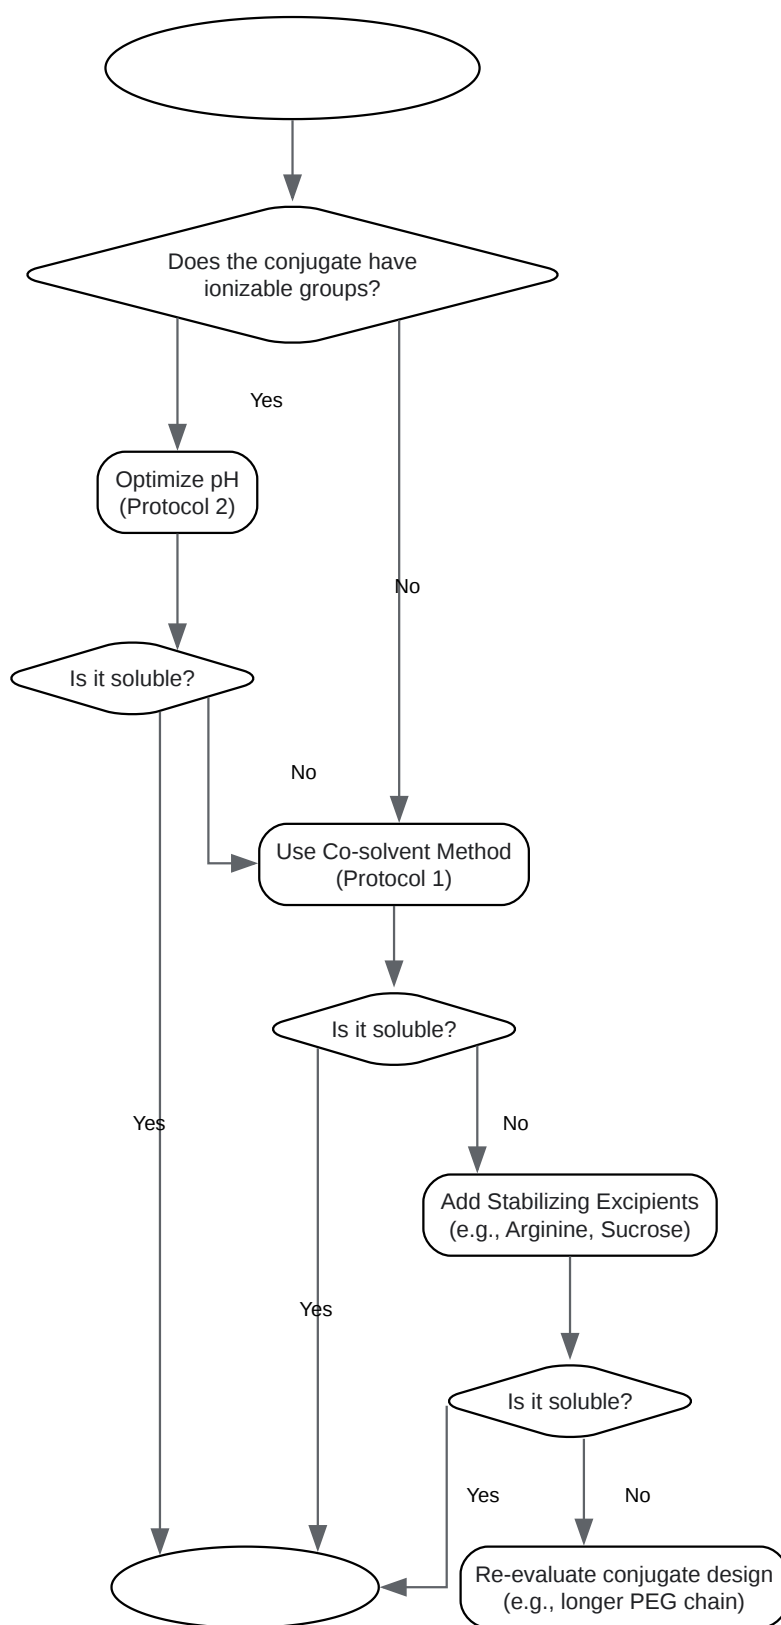 Does the conjugate have
ionizable groups?
Yes
Optimize pH
(Protocol 2)
No
Is it soluble?
No
Use Co-solvent Method
(Protocol 1)
Is it soluble?
Yes
No
Add Stabilizing Excipients
(e.g., Arginine, Sucrose)
Yes
Is it soluble?
Yes
No
Re-evaluate conjugate design
(e.g., longer PEG chain)